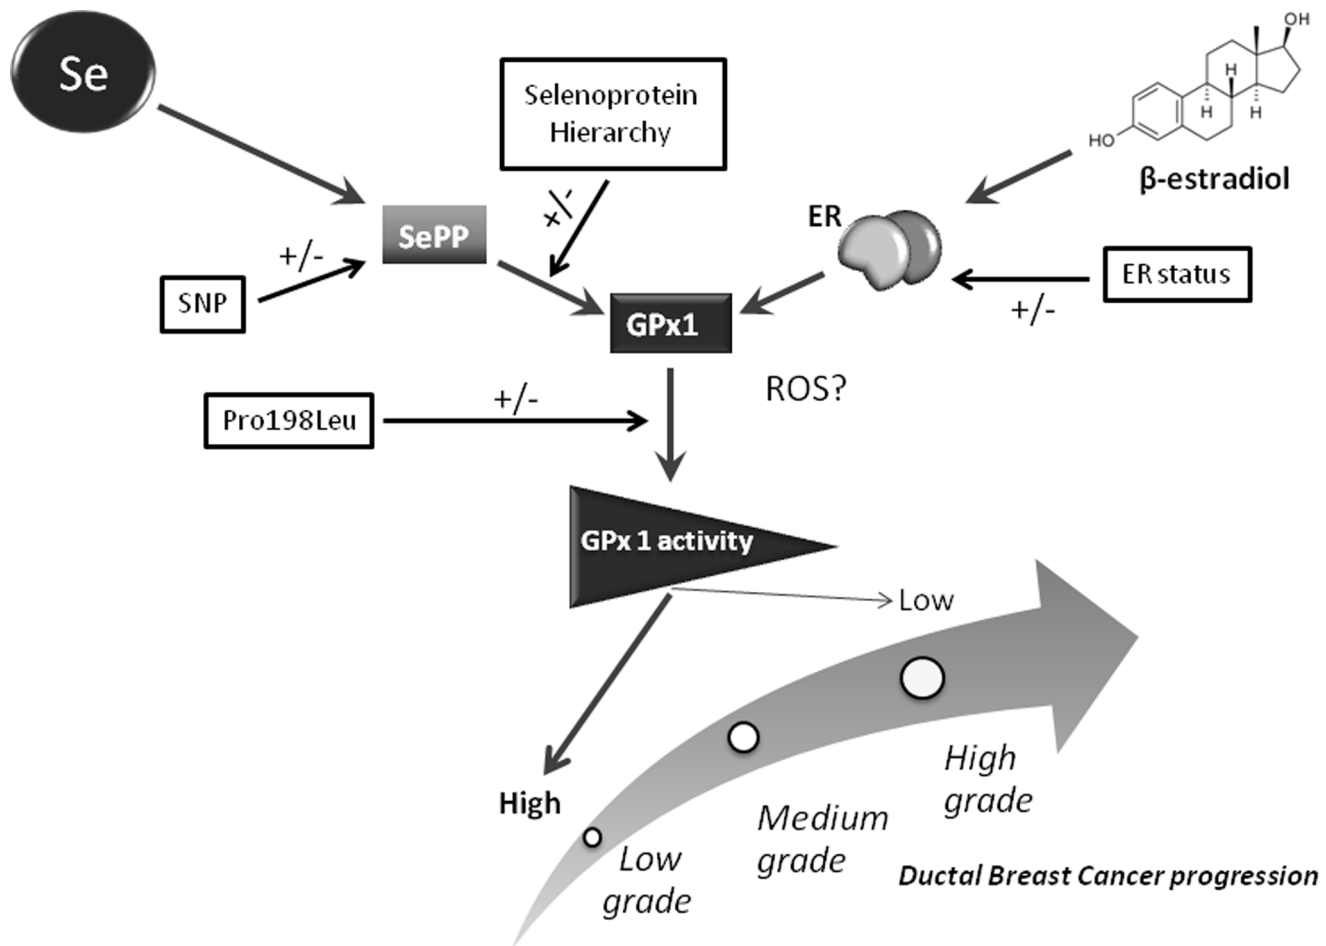 Se
Selenoprotein
Hierarchy
OH
H
H
H
HO
β-estradiol
+/-
ER
SePP
+/-
SNP
ER status
+/-
GPx1
ROS?
Pro198Leu
+/-
GPx 1 activity
Low
High
High
grade
Medium
grade
Low
grade
Ductal Breast Cancer progression